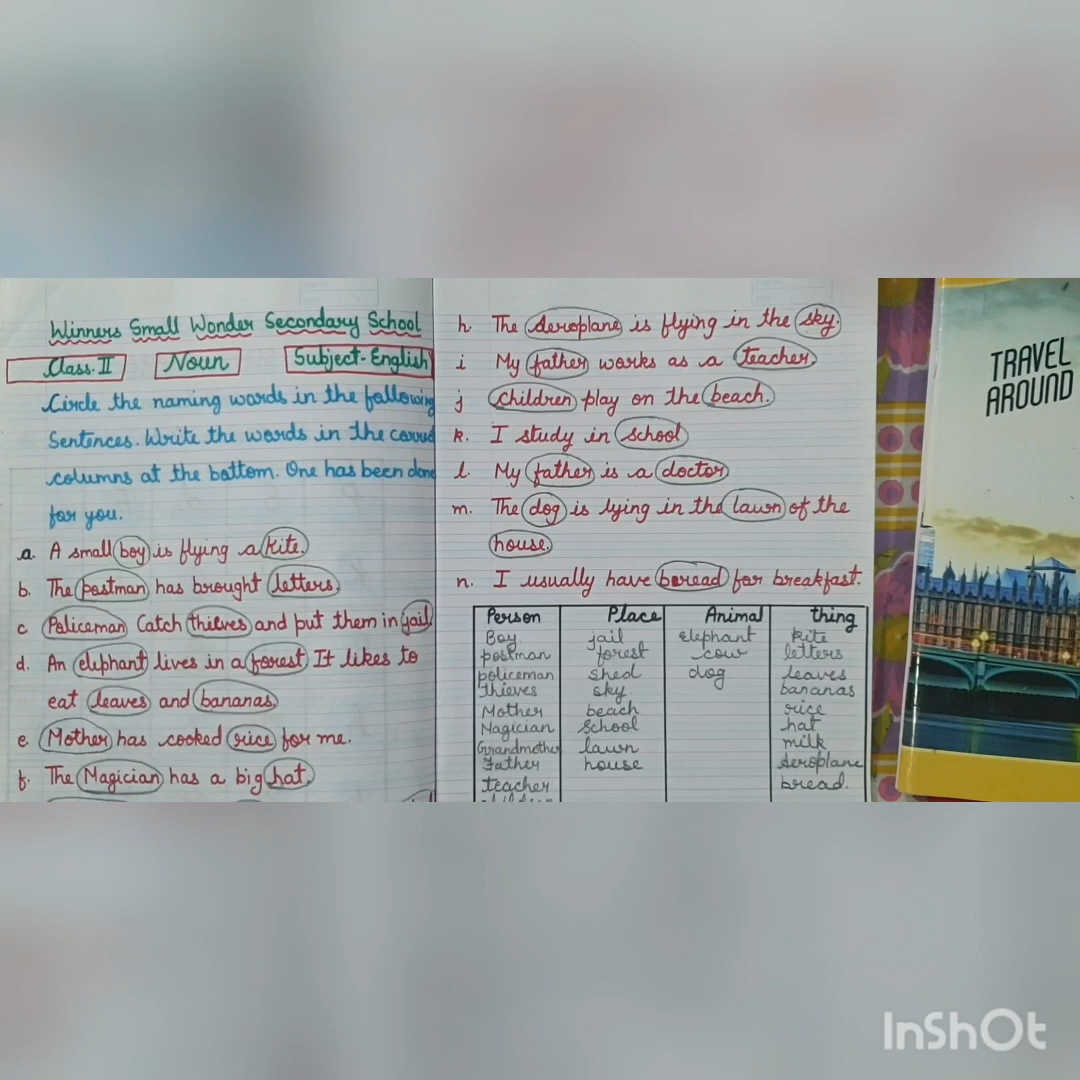 Winners Small Wonder Secondary School
Class. II Noun Subject-English
Circle the naming words in the following
Sentences. Write the words in the
columns at the bottom. One has been done
for you.
a. A small boy is flying a kite.
b. The postman has brought letters.
c Policeman Catch thieves and put them in jail
d. An elephant lives in a forest. It likes to
eat leaves and bananas.
e. Mother has cooked rice for me.
f. The Magician has a big hat.
h. The Aeroplane is flying in the sky.
i My father works as a teacher.
j Children play on the beach.
k. I study in school
l. My father is a doctor
m. The dog is lying in the lawn of the
house.
n. I usually have bread for breakfast.
Person Place Animal thing
Boy jail elephant kite
postman forest cow letters
policeman shed dog leaves
thieves sky bananas
Mother beach rice
Magician School hat
Grandmother lawn milk
Father house Aeroplane
teacher bread.
TRAVEL
AROUND
InShOt